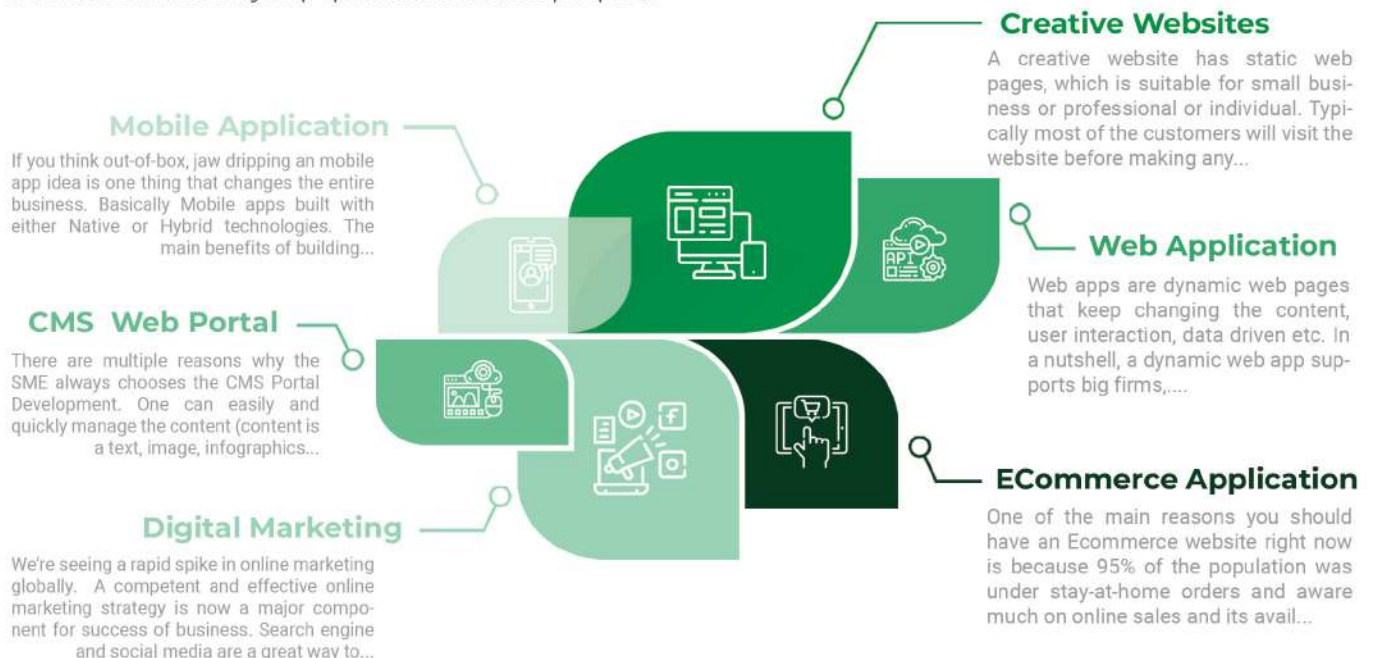 Creative Websites
A creative website has static web
pages, which is suitable for small busi-
ness or professional or individual. Typi-
cally most of the customers will visit the
website before making any...
Mobile Application
If you think out-of-box, jaw dripping an mobile
app idea is one thing that changes the entire
business. Basically Mobile apps built with
either Native or Hybrid technologies. The
main benefits of building...
Web Application
Web apps are dynamic web pages
that keep changing the content,
user interaction, data driven etc. In
a nutshell, a dynamic web app sup-
ports big firms,....
API
CMS Web Portal
There are multiple reasons why the
SME always chooses the CMS Portal
Development. One can easily and
quickly manage the content (content is
a text, image, infographics...
ECommerce Application
One of the main reasons you should
have an Ecommerce website right now
is because 95% of the population was
under stay-at-home orders and aware
much on online sales and its avail...
Digital Marketing
We're seeing a rapid spike in online marketing
globally. A competent and effective online
marketing strategy is now a major compo-
nent for success of business. Search engine
and social media are a great way to...